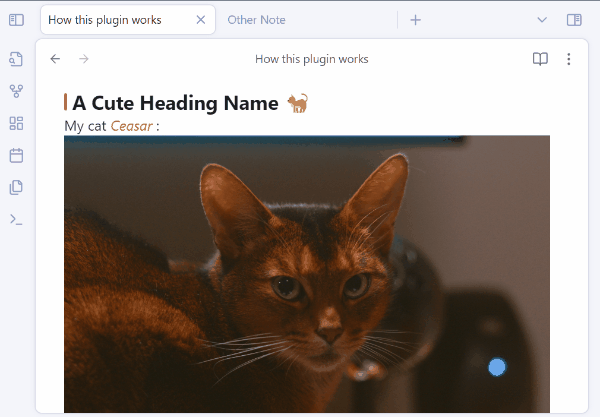 How this plugin works
Other Note
How this plugin works
A Cute Heading Name 🐈
My cat Ceasar :